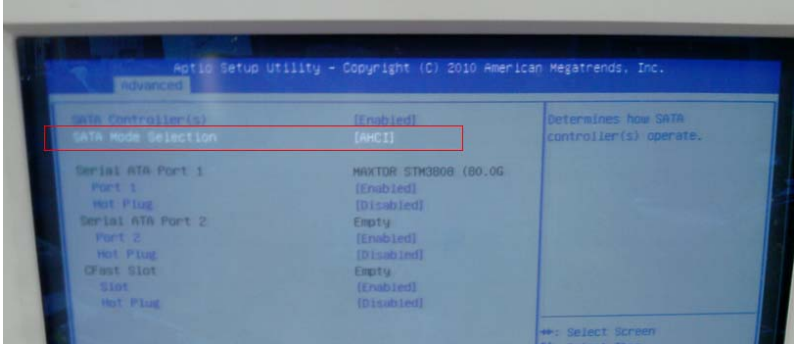 Aptio Setup Utility - Copyright (C) 2010 American Megatrends, Inc.
Advanced
SATA Controller(s) [Enabled]
SATA Mode Selection [AHCI]
Serial ATA Port 1 MAXTOR STM3808 (80.0G
Port 1 [Enabled]
Hot Plug [Disabled]
Serial ATA Port 2 Empty
Port 2 [Enabled]
Hot Plug [Disabled]
CFast Slot Empty
Slot [Enabled]
Hot Plug [Disabled]
Determines how SATA
controller(s) operate.
: Select Screen